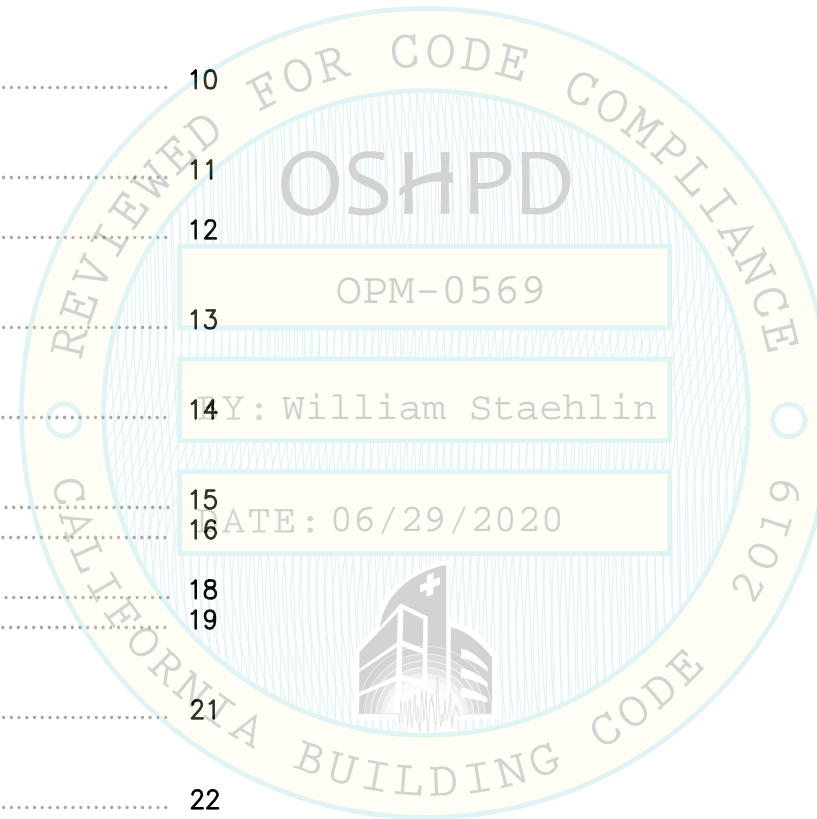 REVIEWED FOR CODE COMPLIANCE
OSHPD
OPM-0569
BY: William Staehlin
DATE: 06/29/2020
CALIFORNIA BUILDING CODE 2019
.......... 10
.......... 11
.......... 12
.......... 13
.......... 14
.......... 15
.......... 16
.......... 18
.......... 19
.......... 21
.......... 22